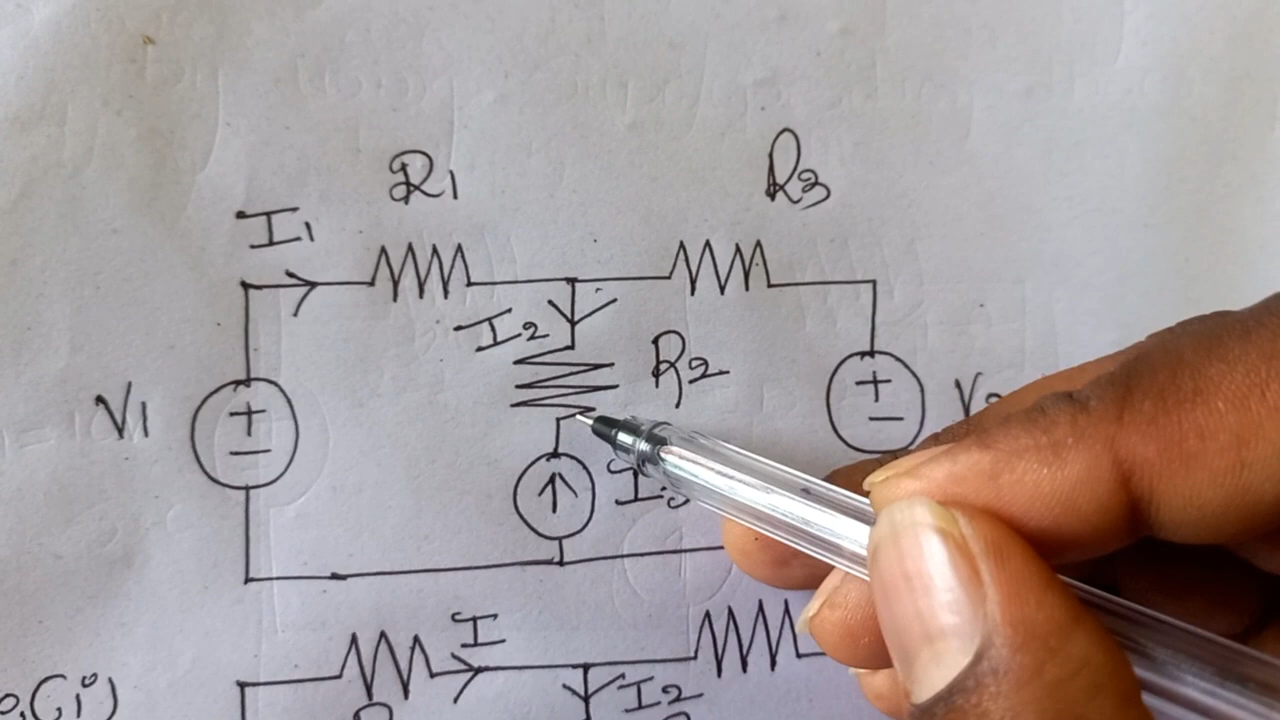 R1
R3
I1
I2
R2
V1
+
−
+
−
I
I2